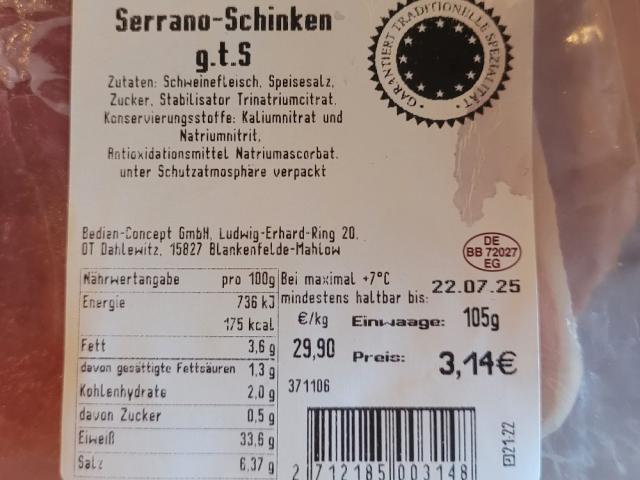 Serrano-Schinken
g.t.S
Zutaten: Schweinefleisch, Speisesalz,
Zucker, Stabilisator Trinatriumcitrat.
Konservierungsstoffe: Kaliumnitrat und
Natriumnitrit,
Antioxidationsmittel Natriumascorbat.
unter Schutzatmosphäre verpackt
GARANTIERT TRADITIONELLE SPEZIALITÄT
Bedien-Concept GmbH, Ludwig-Erhard-Ring 20,
OT Dahlewitz, 15827 Blankenfelde-Mahlow
DE
BB 72027
EG
Nährwertangabe pro 100g
Energie 736 kJ
175 kcal
Fett 3,6 g
davon gesättigte Fettsäuren 1,3 g
Kohlenhydrate 2,0 g
davon Zucker 0,5 g
Eiweiß 33,6 g
Salz 6,37 g
Bei maximal +7°C
mindestens haltbar bis: 22.07.25
€/kg Einwaage: 105g
29,90 Preis: 3,14€
371106
2 712185 003148
21-22